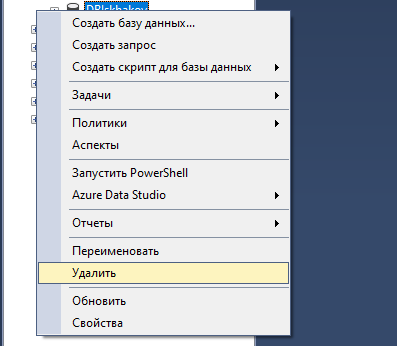 Создать базу данных...
Создать запрос
Создать скрипт для базы данных
Задачи
Политики
Аспекты
Запустить PowerShell
Azure Data Studio
Отчеты
Переименовать
Удалить
Обновить
Свойства